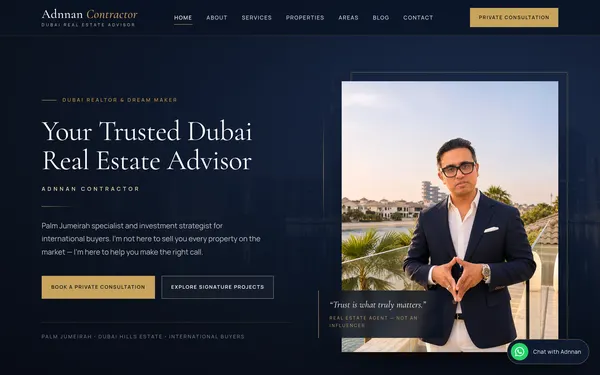 Adnnan Contractor
DUBAI REAL ESTATE ADVISOR
HOME ABOUT SERVICES PROPERTIES AREAS BLOG CONTACT
PRIVATE CONSULTATION
DUBAI REALTOR & DREAM MAKER
Your Trusted Dubai
Real Estate Advisor
ADNNAN CONTRACTOR
Palm Jumeirah specialist and investment strategist for
international buyers. I'm not here to sell you every property on the
market — I'm here to help you make the right call.
BOOK A PRIVATE CONSULTATION
EXPLORE SIGNATURE PROJECTS
PALM JUMEIRAH · DUBAI HILLS ESTATE · INTERNATIONAL BUYERS
“Trust is what truly matters.”
REAL ESTATE AGENT — NOT AN
INFLUENCER
Chat with Adnnan